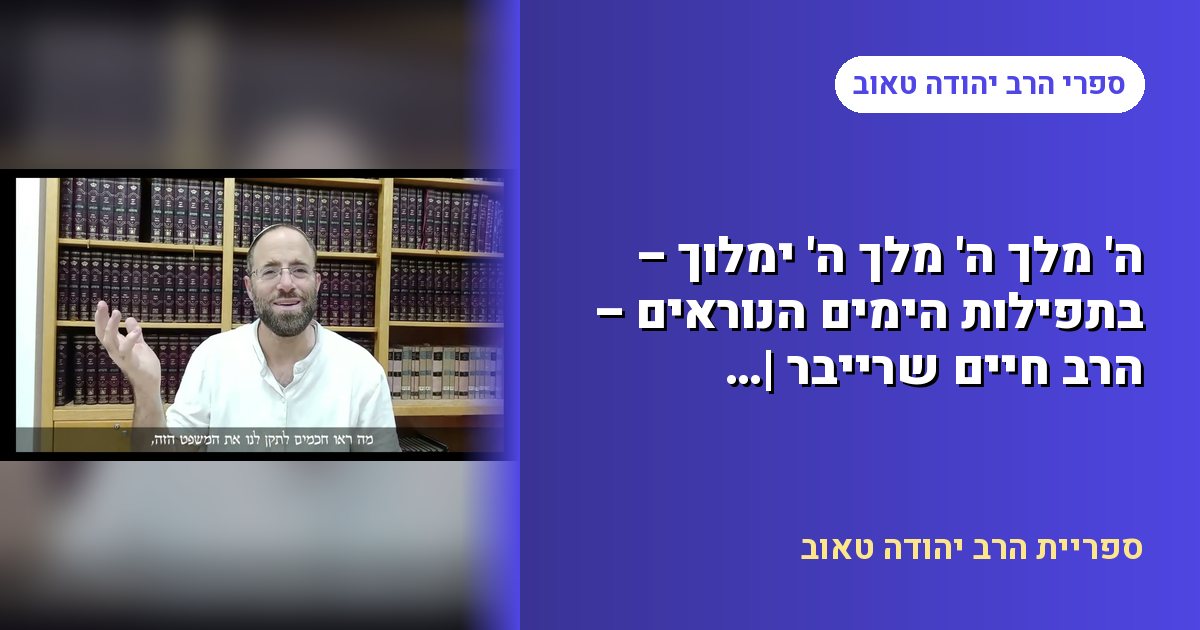 ספרי הרב יהודה טאוב
ה' מלך ה' מלך ה' ימלוך –
בתפילות הימים הנוראים –
הרב חיים שרייבר |...
מה ראו חכמים לתקן לנו את המשפט הזה,
ספריית הרב יהודה טאוב